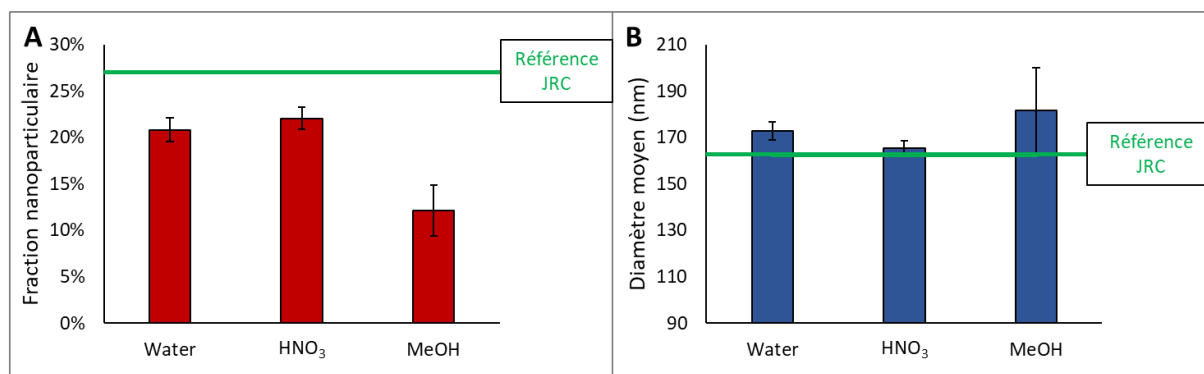 A
Fraction nanoparticulaire
30%
25%
20%
15%
10%
5%
0%
Water
HNO₃
MeOH
Référence
JRC
B
Diamètre moyen (nm)
210
190
170
150
130
110
90
Water
HNO₃
MeOH
Référence
JRC